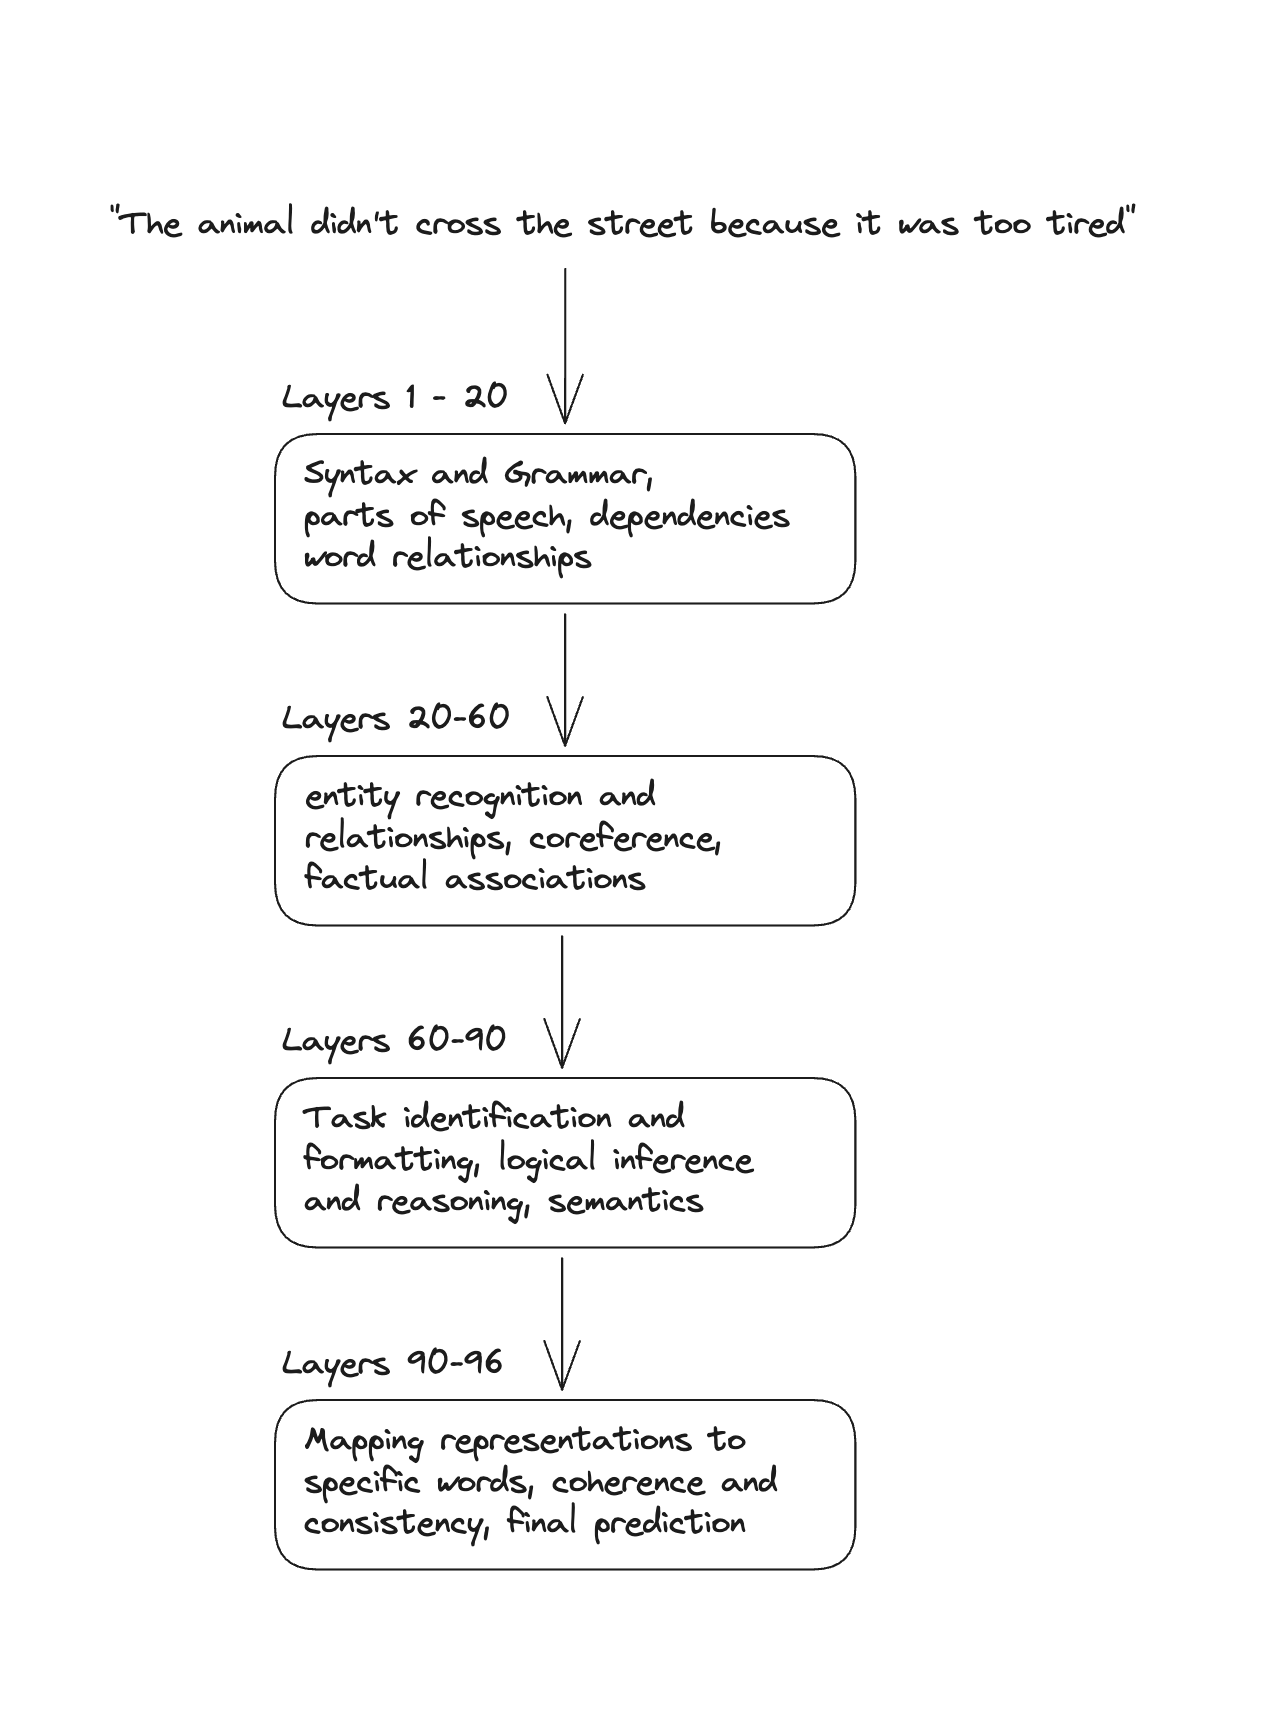 "The animal didn't cross the street because it was too tired"
Layers 1 - 20
Syntax and Grammar,
parts of speech, dependencies
word relationships
Layers 20-60
entity recognition and
relationships, coreference,
factual associations
Layers 60-90
Task identification and
formatting, logical inference
and reasoning, semantics
Layers 90-96
Mapping representations to
specific words, coherence and
consistency, final prediction